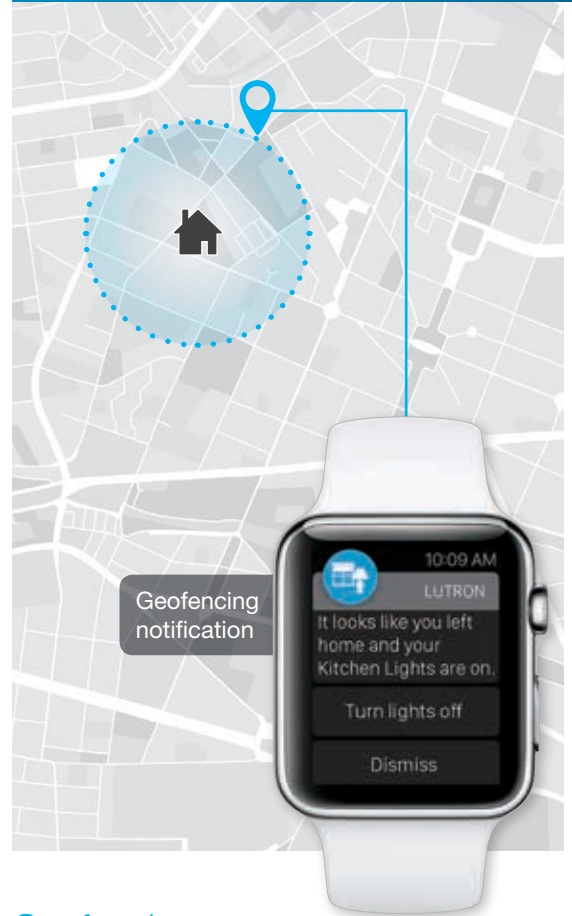 10:09 AM
LUTRON
It looks like you left
home and your
Kitchen Lights are on.
Turn lights off
Dismiss
Geofencing
notification